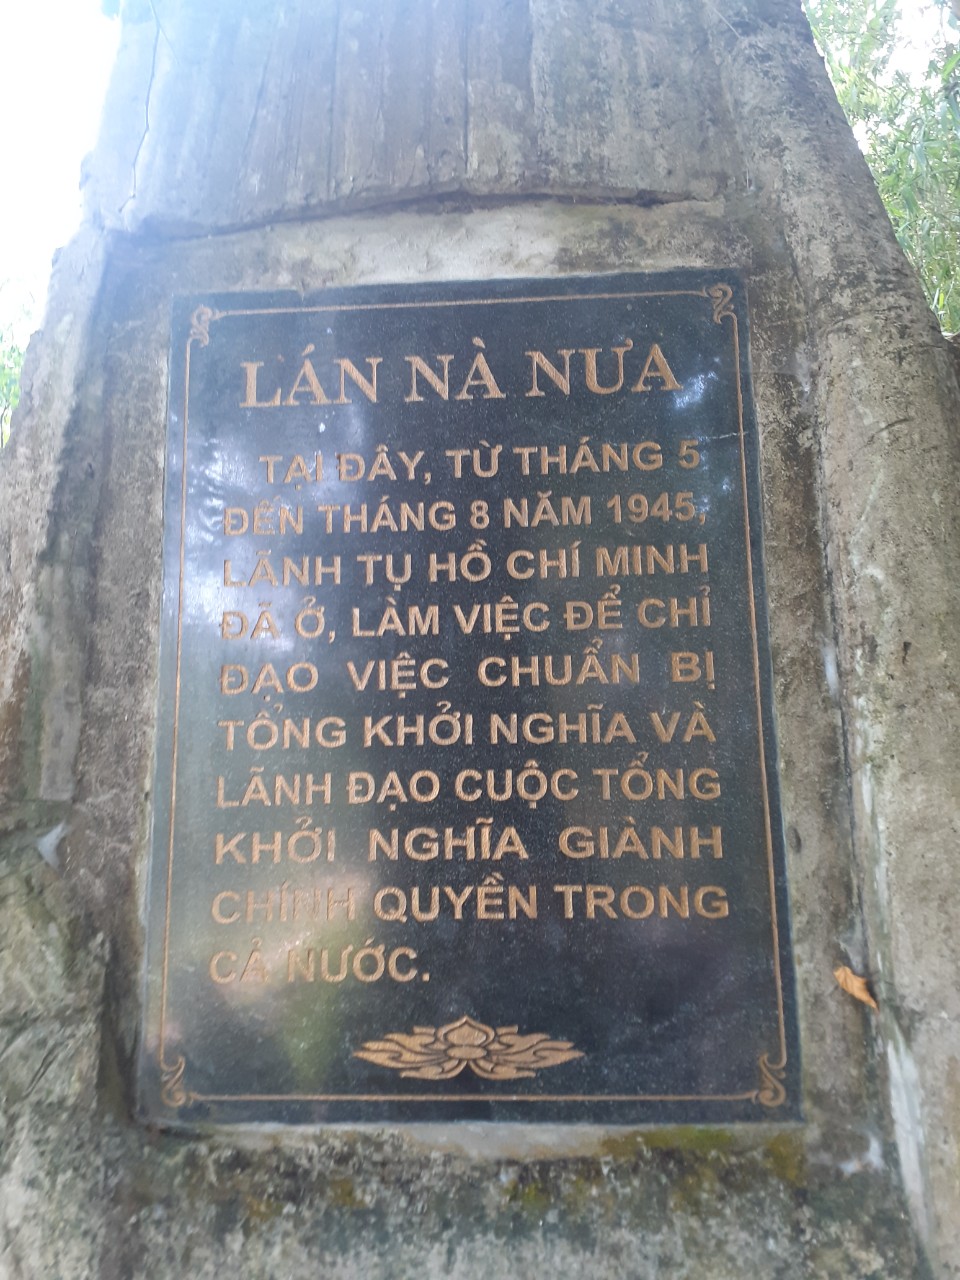 LÁN NÀ NƯA
TẠI ĐÂY, TỪ THÁNG 5
ĐẾN THÁNG 8 NĂM 1945,
LÃNH TỤ HỒ CHÍ MINH
ĐÃ Ở, LÀM VIỆC ĐỂ CHỈ
ĐẠO VIỆC CHUẨN BỊ
TỔNG KHỞI NGHĨA VÀ
LÃNH ĐẠO CUỘC TỔNG
KHỞI NGHĨA GIÀNH
CHÍNH QUYỀN TRONG
CẢ NƯỚC.